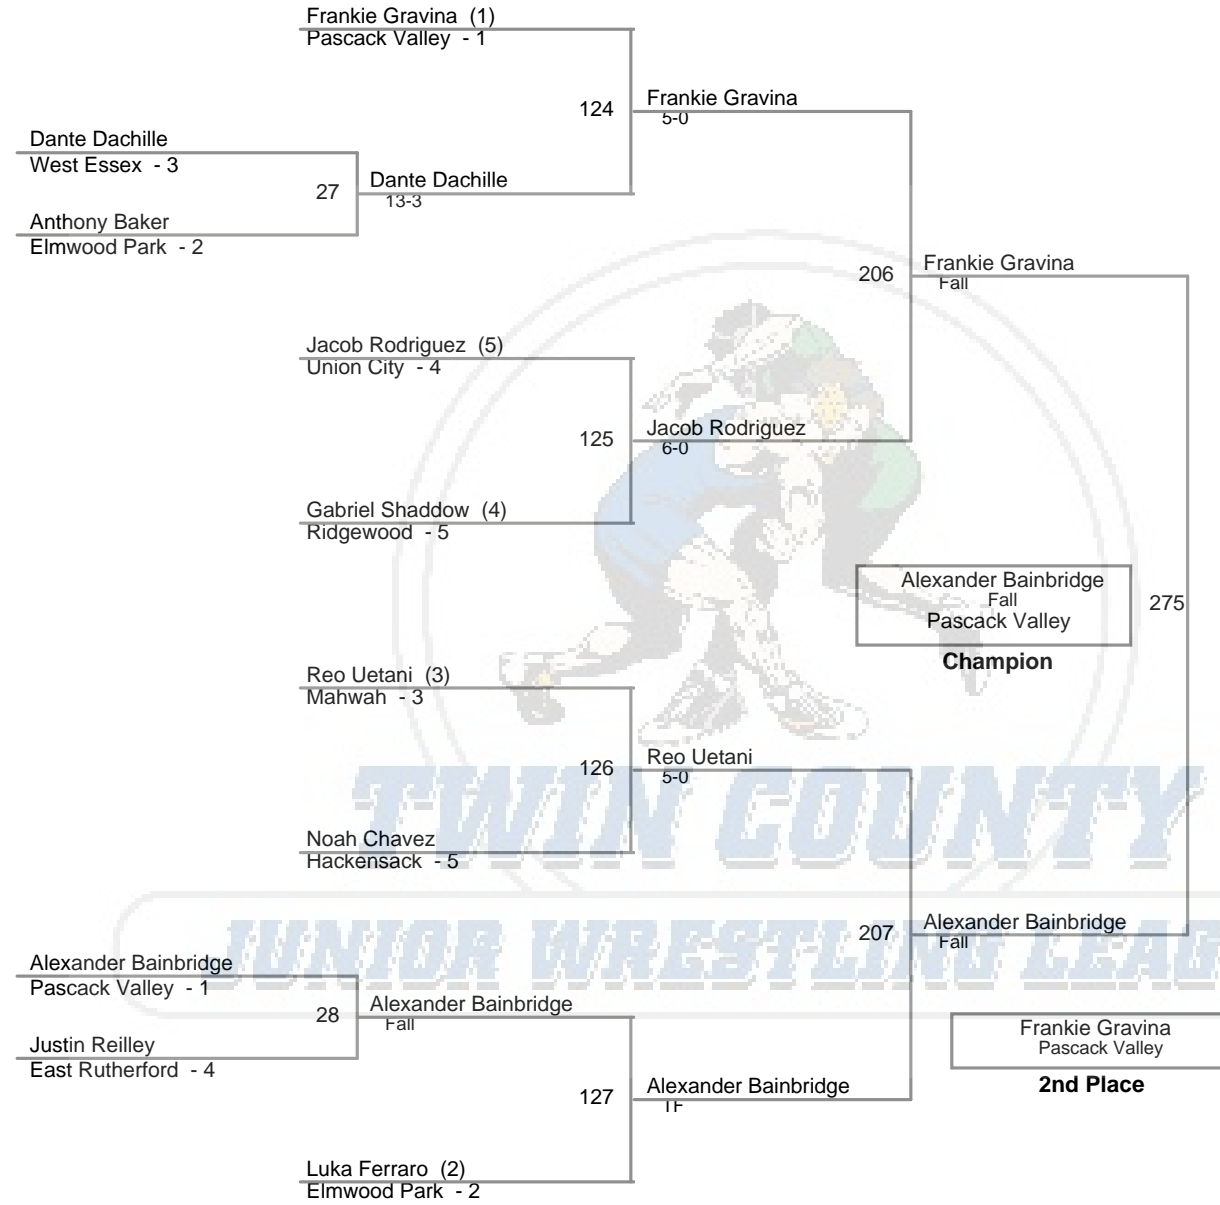 Frankie Gravina (1)
Pascack Valley - 1
124
Frankie Gravina
5-0
Dante Dachille
West Essex - 3
27
Dante Dachille
13-3
Anthony Baker
Elmwood Park - 2
206
Frankie Gravina
Fall
Jacob Rodriguez (5)
Union City - 4
125
Jacob Rodriguez
6-0
Gabriel Shaddow (4)
Ridgewood - 5
Alexander Bainbridge
Fall
Pascack Valley
275
Champion
Reo Uetani (3)
Mahwah - 3
126
Reo Uetani
5-0
TWIN COUNTY
Noah Chavez
Hackensack - 5
JUNIOR WRESTLING LEAG
207
Alexander Bainbridge
Fall
Alexander Bainbridge
Pascack Valley - 1
28
Alexander Bainbridge
Fall
Justin Reilley
East Rutherford - 4
Frankie Gravina
Pascack Valley
2nd Place
127
Alexander Bainbridge
TF
Luka Ferraro (2)
Elmwood Park - 2